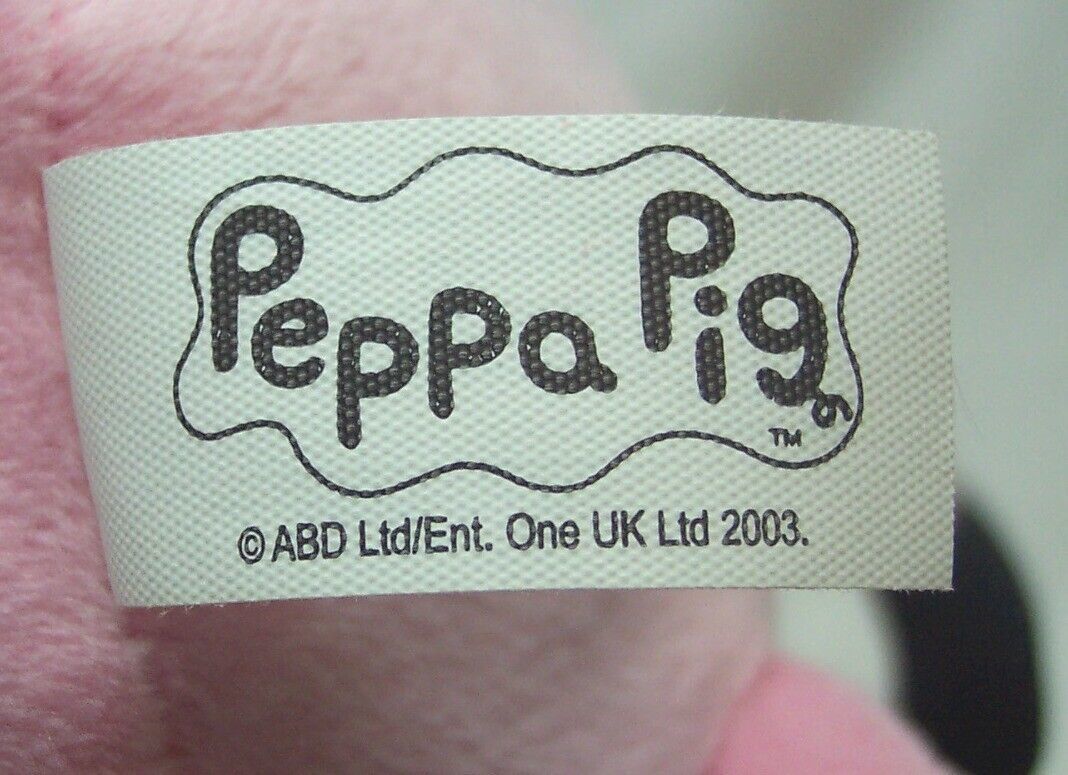 Peppa Pig
TM
© ABD Ltd/Ent. One UK Ltd 2003.